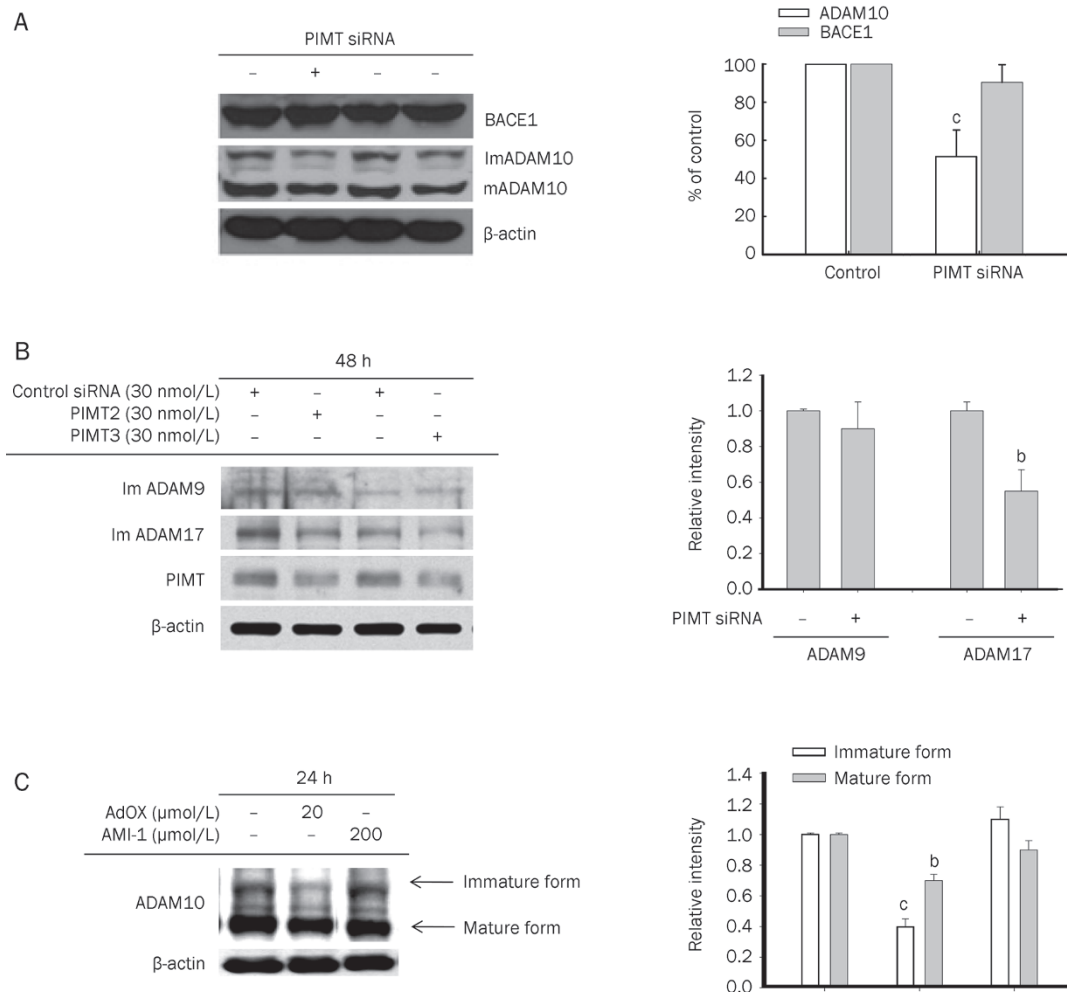 A
PIMT siRNA
– + – –
BACE1
ImADAM10
mADAM10
β-actin
ADAM10
BACE1
% of control
100
80
60
40
20
0
c
Control PIMT siRNA
B
48 h
Control siRNA (30 nmol/L) + – + –
PIMT2 (30 nmol/L) – + – –
PIMT3 (30 nmol/L) – – – +
Im ADAM9
Im ADAM17
PIMT
β-actin
Relative intensity
1.2
1.0
0.8
0.6
0.4
0.2
0.0
b
PIMT siRNA – + – +
ADAM9 ADAM17
C
24 h
AdOX (μmol/L) – 20 –
AMI-1 (μmol/L) – – 200
ADAM10
Immature form
Mature form
β-actin
Immature form
Mature form
Relative intensity
1.4
1.2
1.0
0.8
0.6
0.4
0.2
0.0
c
b